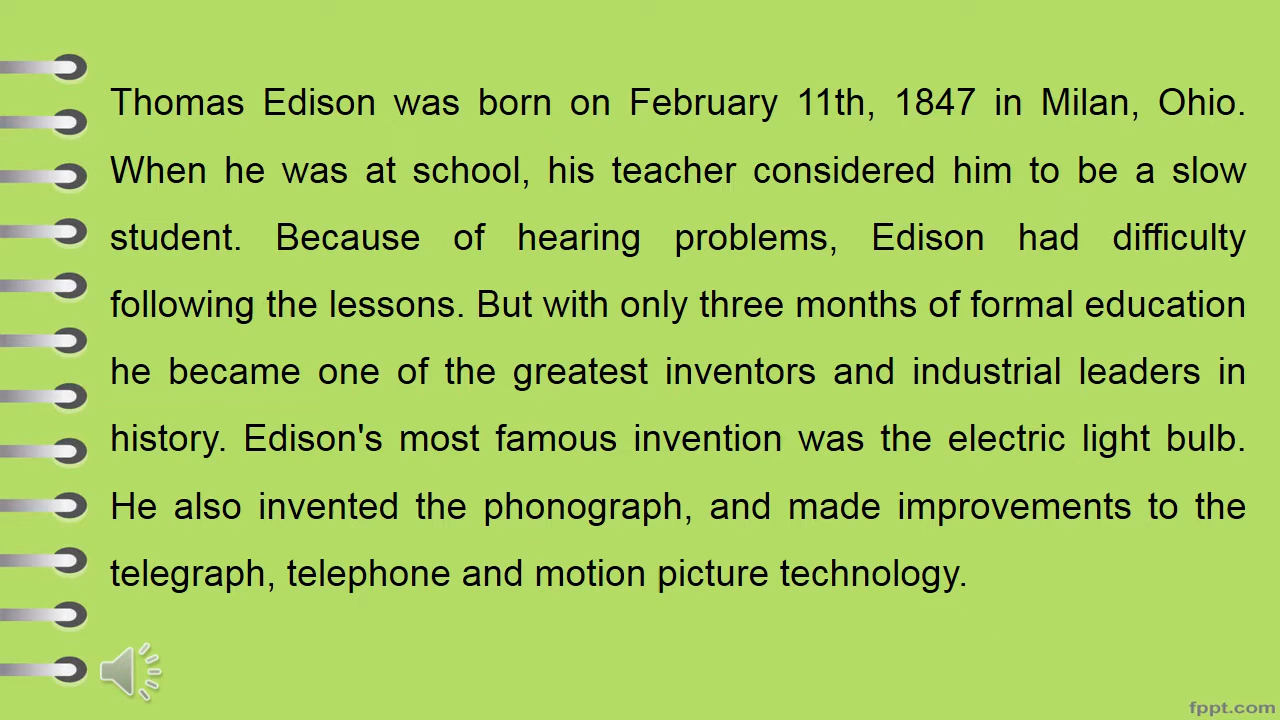 Thomas Edison was born on February 11th, 1847 in Milan, Ohio.
When he was at school, his teacher considered him to be a slow
student. Because of hearing problems, Edison had difficulty
following the lessons. But with only three months of formal education
he became one of the greatest inventors and industrial leaders in
history. Edison's most famous invention was the electric light bulb.
He also invented the phonograph, and made improvements to the
telegraph, telephone and motion picture technology.
fppt.com